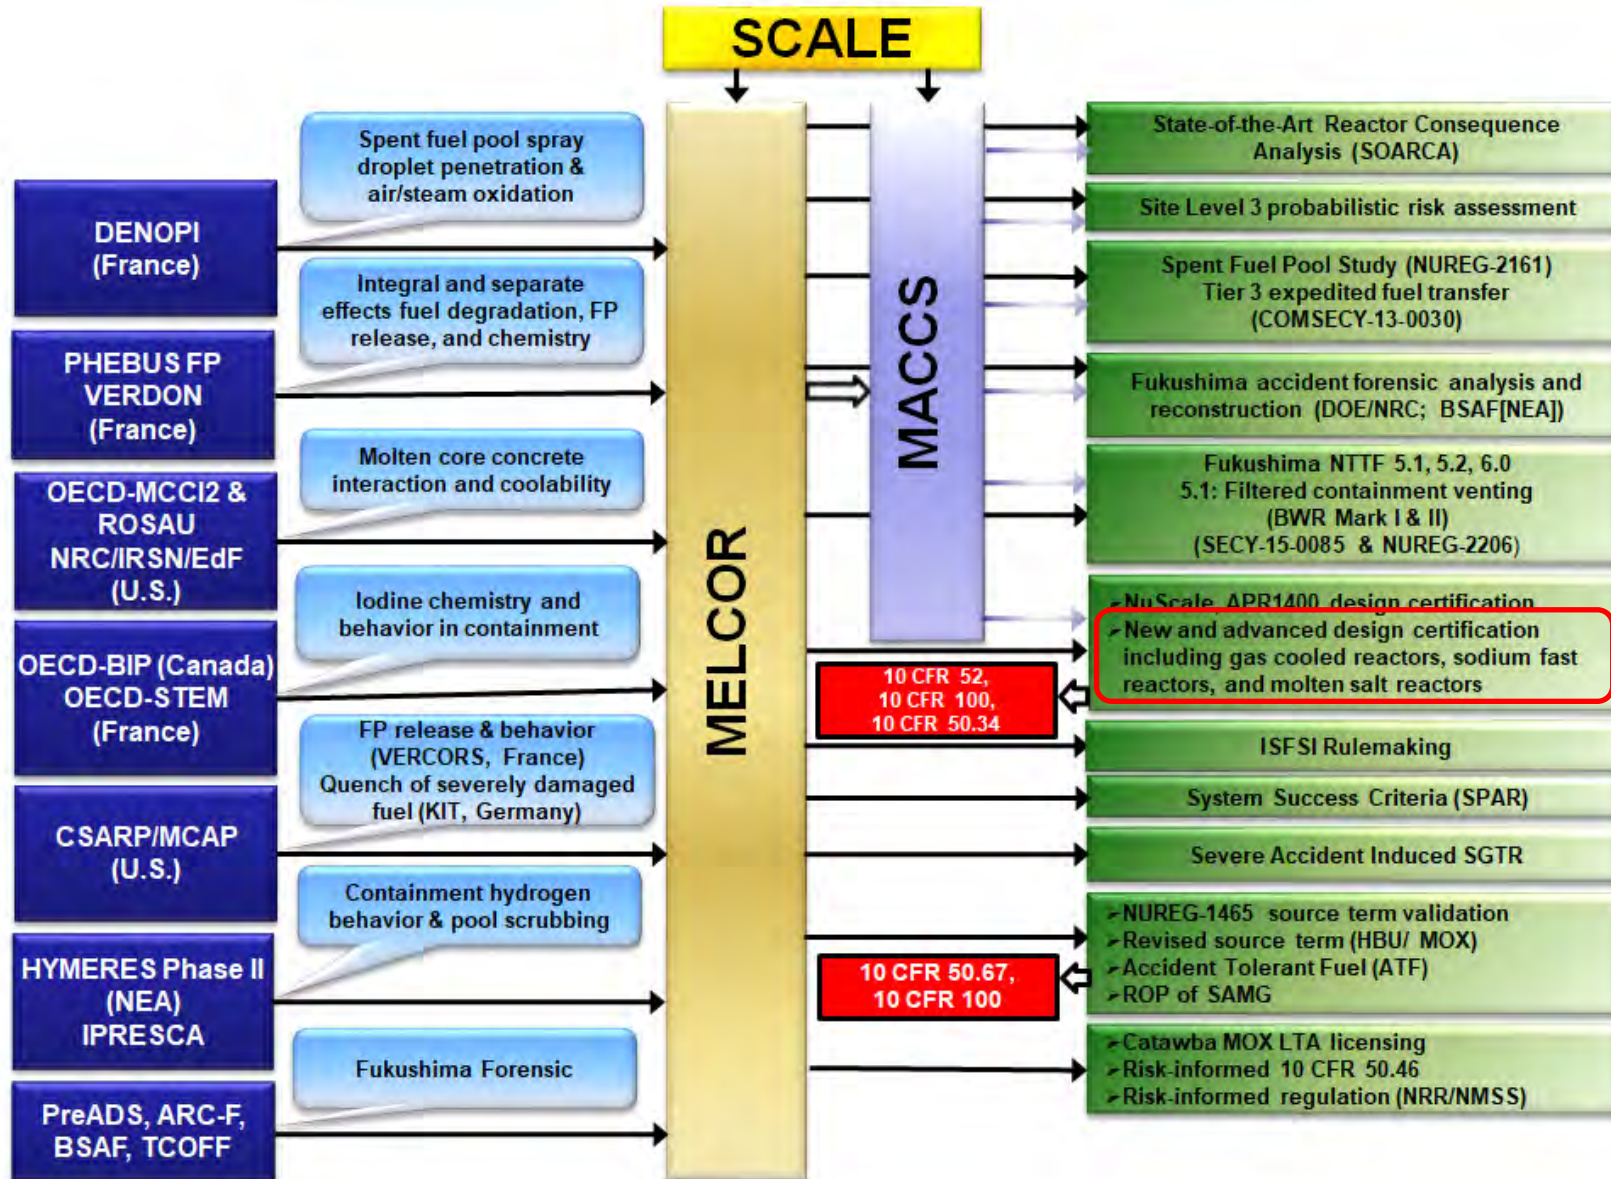 SCALE
DENOPI
(France)
PHEBUS FP
VERDON
(France)
OECD-MCCI2 &
ROSAU
NRC/IRSN/EdF
(U.S.)
OECD-BIP (Canada)
OECD-STEM
(France)
CSARP/MCAP
(U.S.)
HYMERES Phase II
(NEA)
IPRESCA
PreADS, ARC-F,
BSAF, TCOFF
Spent fuel pool spray
droplet penetration &
air/steam oxidation
Integral and separate
effects fuel degradation, FP
release, and chemistry
Molten core concrete
interaction and coolability
Iodine chemistry and
behavior in containment
FP release & behavior
(VERCORS, France)
Quench of severely damaged
fuel (KIT, Germany)
Containment hydrogen
behavior & pool scrubbing
Fukushima Forensic
MELCOR
MACCS
10 CFR 52,
10 CFR 100,
10 CFR 50.34
10 CFR 50.67,
10 CFR 100
State-of-the-Art Reactor Consequence
Analysis (SOARCA)
Site Level 3 probabilistic risk assessment
Spent Fuel Pool Study (NUREG-2161)
Tier 3 expedited fuel transfer
(COMSECY-13-0030)
Fukushima accident forensic analysis and
reconstruction (DOE/NRC; BSAF[NEA])
Fukushima NTTF 5.1, 5.2, 6.0
5.1: Filtered containment venting
(BWR Mark I & II)
(SECY-15-0085 & NUREG-2206)
➢NuScale, APR1400 design certification
➢New and advanced design certification
including gas cooled reactors, sodium fast
reactors, and molten salt reactors
ISFSI Rulemaking
System Success Criteria (SPAR)
Severe Accident Induced SGTR
➢NUREG-1465 source term validation
➢Revised source term (HBU/ MOX)
➢Accident Tolerant Fuel (ATF)
➢ROP of SAMG
➢Catawba MOX LTA licensing
➢Risk-informed 10 CFR 50.46
➢Risk-informed regulation (NRR/NMSS)